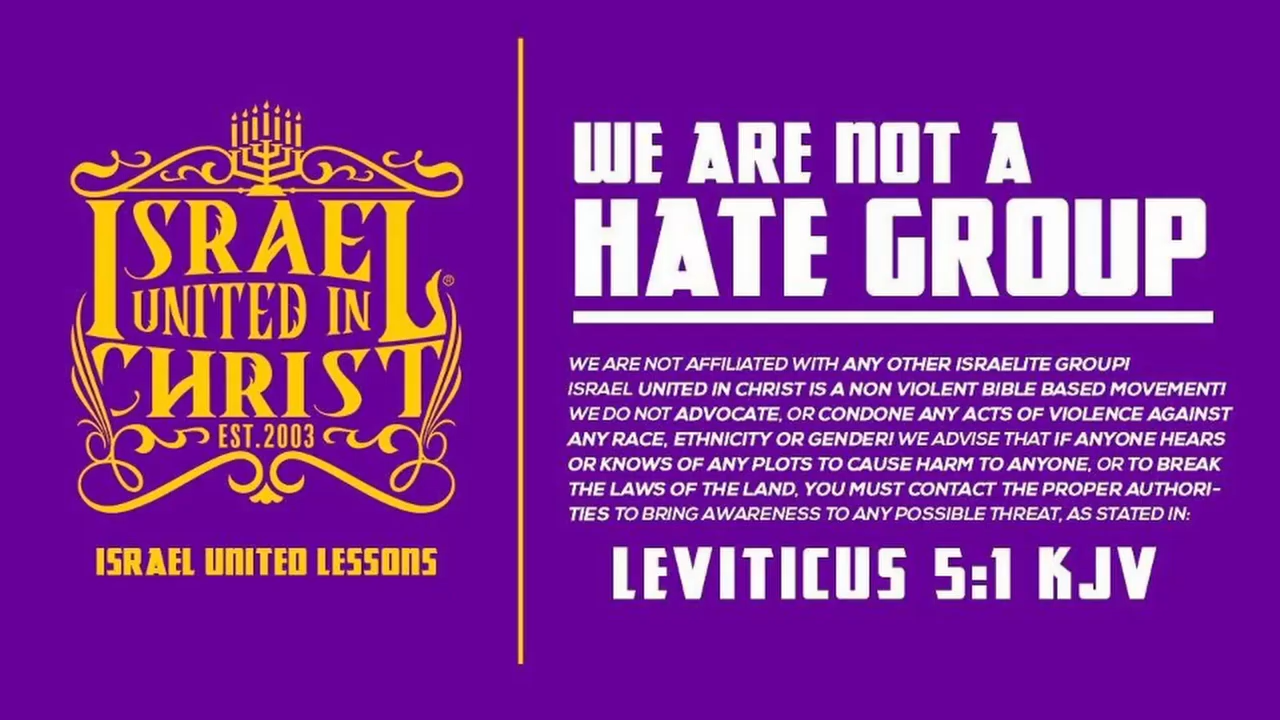 ISRAEL
UNITED IN
CHRIST
EST.2003
ISRAEL UNITED LESSONS
WE ARE NOT A
HATE GROUP
WE ARE NOT AFFILIATED WITH ANY OTHER ISRAELITE GROUP!
ISRAEL UNITED IN CHRIST IS A NON VIOLENT BIBLE BASED MOVEMENT!
WE DO NOT ADVOCATE, OR CONDONE ANY ACTS OF VIOLENCE AGAINST
ANY RACE, ETHNICITY OR GENDER! WE ADVISE THAT IF ANYONE HEARS
OR KNOWS OF ANY PLOTS TO CAUSE HARM TO ANYONE, OR TO BREAK
THE LAWS OF THE LAND, YOU MUST CONTACT THE PROPER AUTHORI-
TIES TO BRING AWARENESS TO ANY POSSIBLE THREAT, AS STATED IN:
LEVITICUS 5:1 KJV